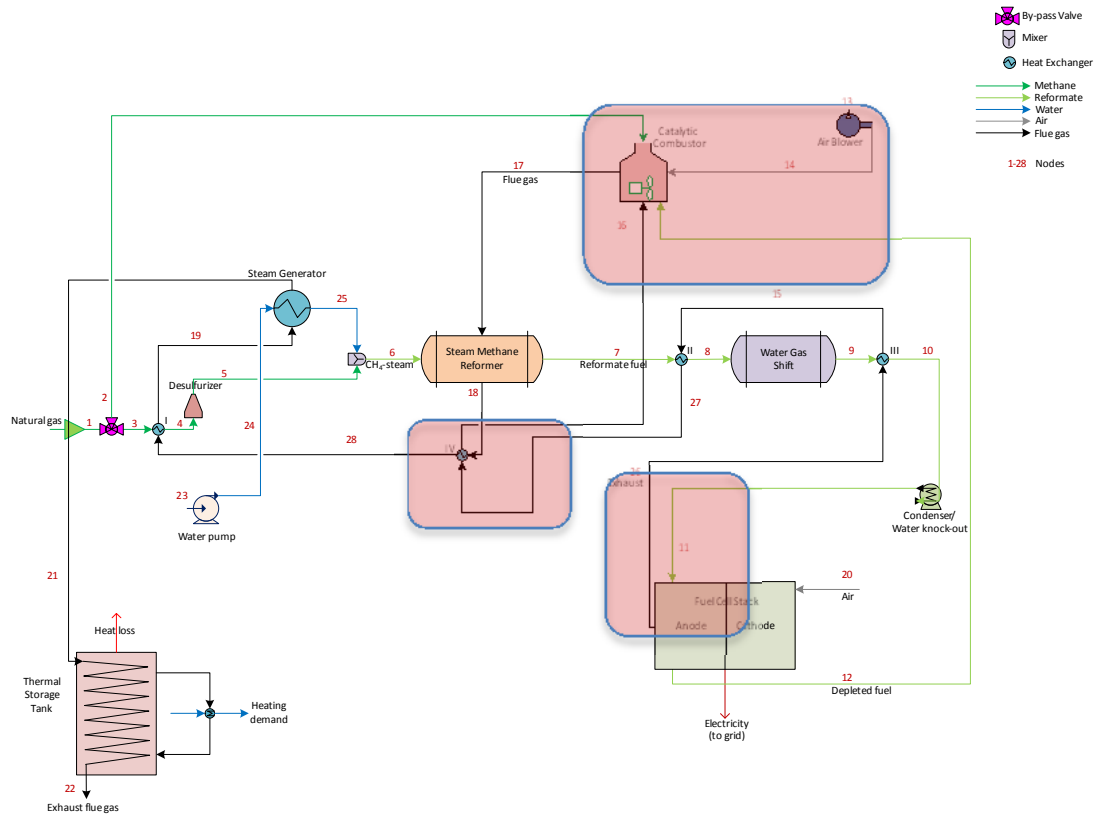 By-pass Valve
Mixer
Heat Exchanger
Methane
Reformate
Water
Air
Flue gas
1-28 Nodes
13
Air Blower
Catalytic
Combustor
14
17
Flue gas
16
15
Steam Generator
25
19
6
CH₄-steam
Steam Methane
Reformer
7
Reformate fuel
II
8
Water Gas
Shift
9
III
10
5
Desulfurizer
2
Natural gas
1
3
I
4
24
18
27
28
IV
26
Exhaust
23
Water pump
Condenser/
Water knock-out
11
21
20
Air
Fuel Cell Stack
Anode
Cathode
12
Depleted fuel
Heat loss
Thermal
Storage
Tank
Heating
demand
Electricity
(to grid)
22
Exhaust flue gas